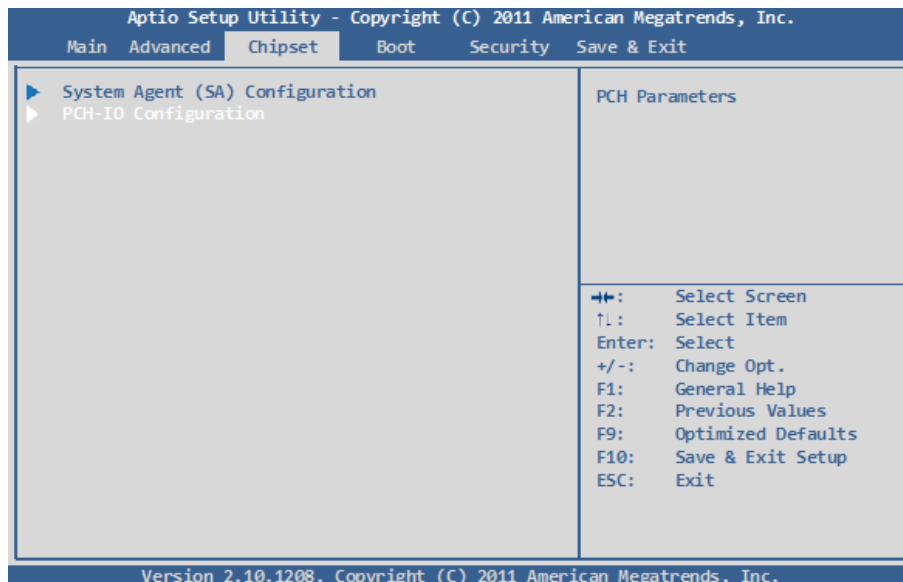 Aptio Setup Utility - Copyright (C) 2011 American Megatrends, Inc.
Main Advanced Chipset Boot Security Save & Exit
System Agent (SA) Configuration
PCH-IO Configuration
PCH Parameters
→←: Select Screen
↑↓: Select Item
Enter: Select
+/-: Change Opt.
F1: General Help
F2: Previous Values
F9: Optimized Defaults
F10: Save & Exit Setup
ESC: Exit
Version 2.10.1208. Copyright (C) 2011 American Megatrends, Inc.